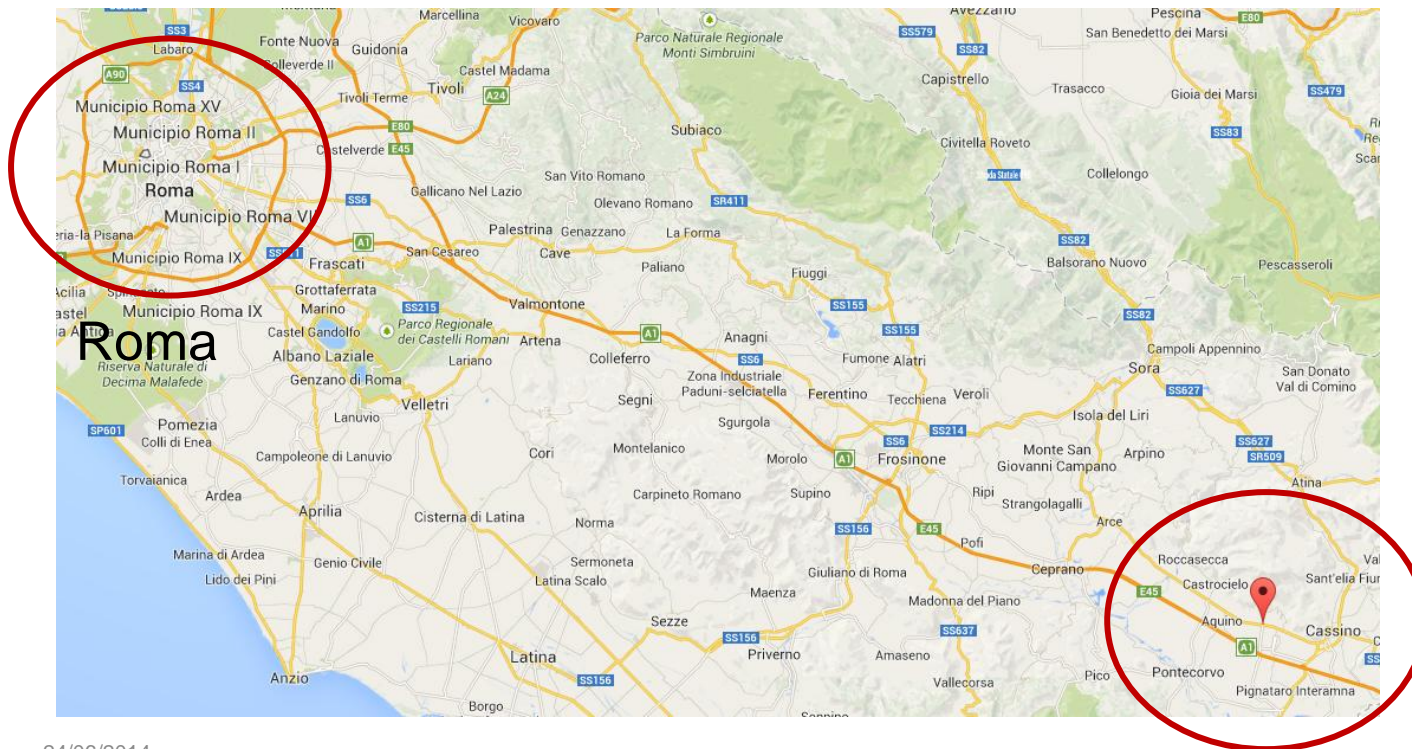 Marcellina
Vicovaro
Avezzano
Pescina
E80
SS3
Labaro
Fonte Nuova
Guidonia
Parco Naturale Regionale
Monti Simbruini
SS579
SS82
San Benedetto dei Marsi
A90
SS4
Colleverde II
Castel Madama
Tivoli Terme
Tivoli
A24
Capistrello
Trasacco
Gioia dei Marsi
SS479
Municipio Roma XV
Municipio Roma II
E80
Castelverde
E45
Subiaco
Civitella Roveto
SS83
Municipio Roma I
Roma
San Vito Romano
Collelongo
Gallicano Nel Lazio
SS6
Olevano Romano
SR411
Municipio Roma VI
Palestrina
Genazzano
La Forma
SS82
eria-la Pisana
Municipio Roma IX
A1
Frascati
San Cesareo
Cave
Paliano
Fiuggi
Balsorano Nuovo
Pescasseroli
Acilia
Grottaferrata
Municipio Roma IX
Marino
SS215
Valmontone
SS155
SS82
Roma
Castel Gandolfo
Parco Regionale
dei Castelli Romani
Artena
A1
Anagni
SS155
Riserva Naturale di
Decima Malafede
Albano Laziale
Lariano
Colleferro
SS6
Fumone
Alatri
Campoli Appennino
Sora
Genzano di Roma
Zona Industriale
Paduni-selciatella
San Donato
Val di Comino
Velletri
Segni
Ferentino
Tecchiena
Veroli
SS627
SP601
Pomezia
Colli di Enea
Lanuvio
Sgurgola
SS214
Isola del Liri
Campoleone di Lanuvio
Cori
Montelanico
Morolo
A1
SS6
Frosinone
Monte San
Giovanni Campano
Arpino
SS627
SR509
Torvaianica
Ardea
Carpineto Romano
Supino
Ripi
Strangolagalli
Atina
Aprilia
Cisterna di Latina
Norma
SS156
E45
Pofi
Arce
Marina di Ardea
Genio Civile
Sermoneta
Giuliano di Roma
Ceprano
Roccasecca
Lido dei Pini
Latina Scalo
Maenza
Madonna del Piano
E45
Castrocielo
Sant'elia Fiur
Sezze
SS156
SS637
Aquino
Cassino
Latina
Priverno
Amaseno
A1
Anzio
SS156
Vallecorsa
Pico
Pontecorvo
Pignataro Interamna
Borgo